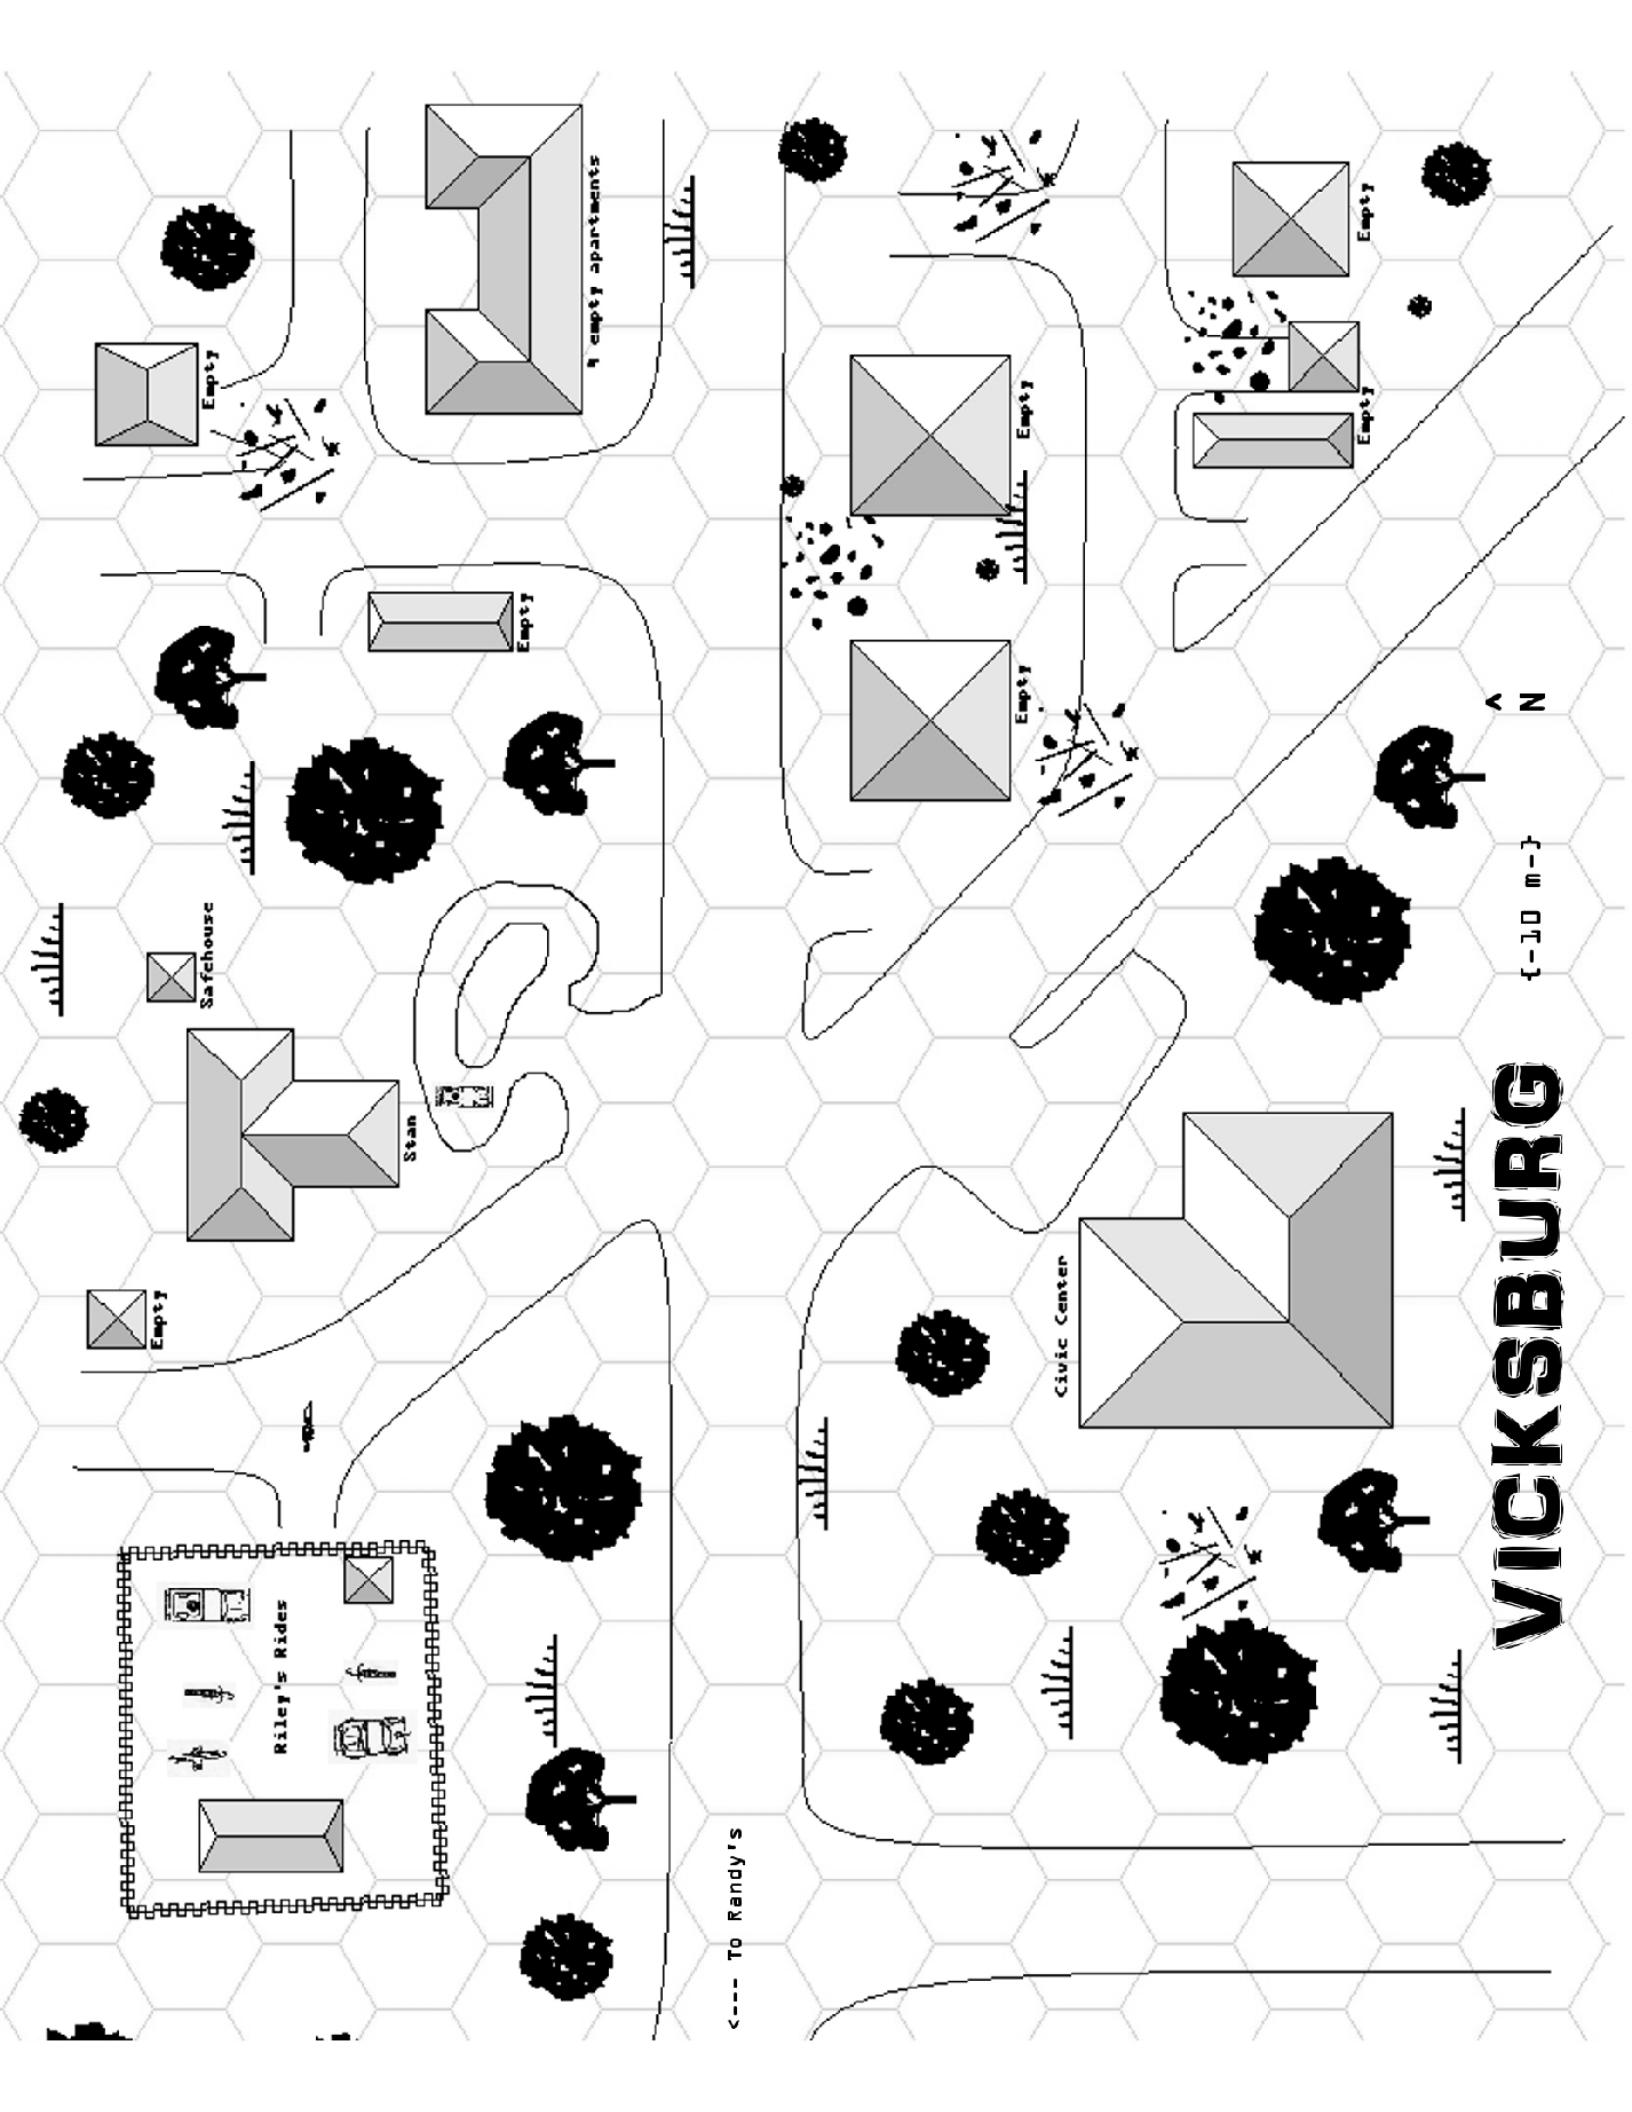 Empty
Safehouse
Empty
Riley's Rides
Stan
Empty
4 empty apartments
<--- To Randy's
Empty
Empty
Civic Center
Empty
Empty
^
{-10 m-}
N
VICKSBURG